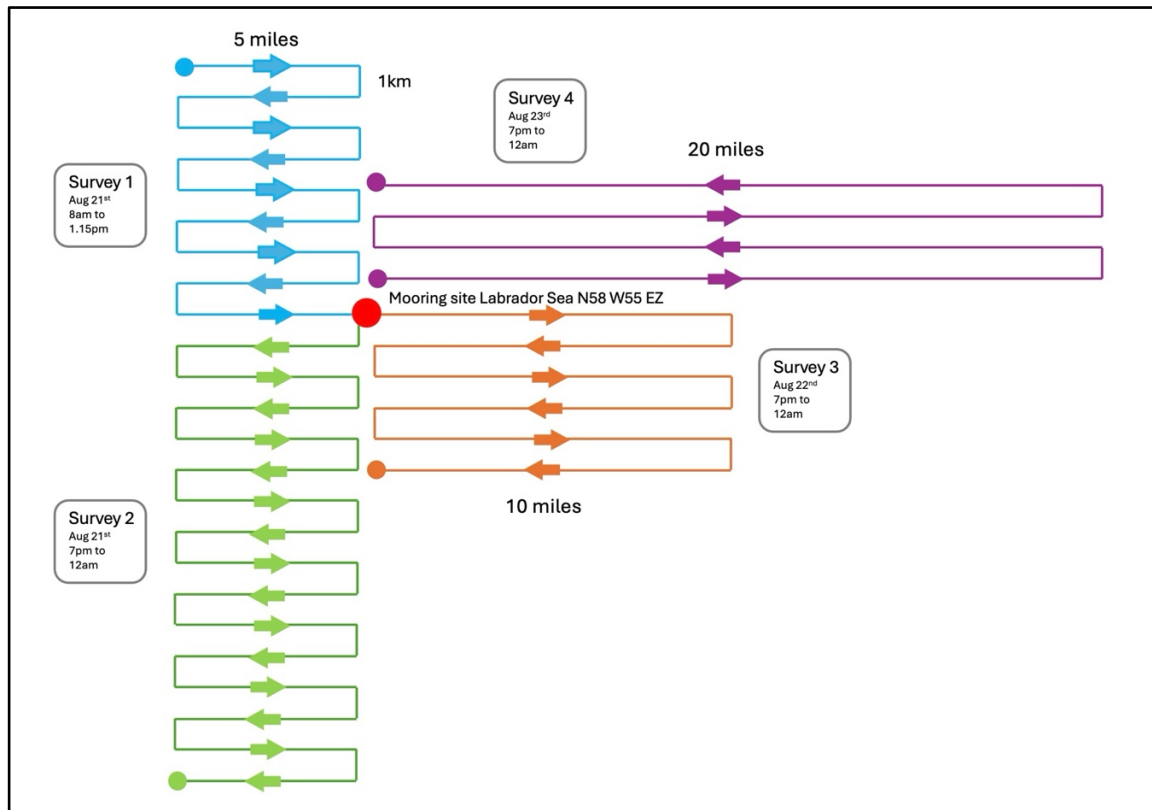 5 miles
1km
Survey 4
Aug 23rd
7pm to
12am
20 miles
Survey 1
Aug 21st
8am to
1.15pm
Mooring site Labrador Sea N58 W55 EZ
Survey 3
Aug 22nd
7pm to
12am
10 miles
Survey 2
Aug 21st
7pm to
12am